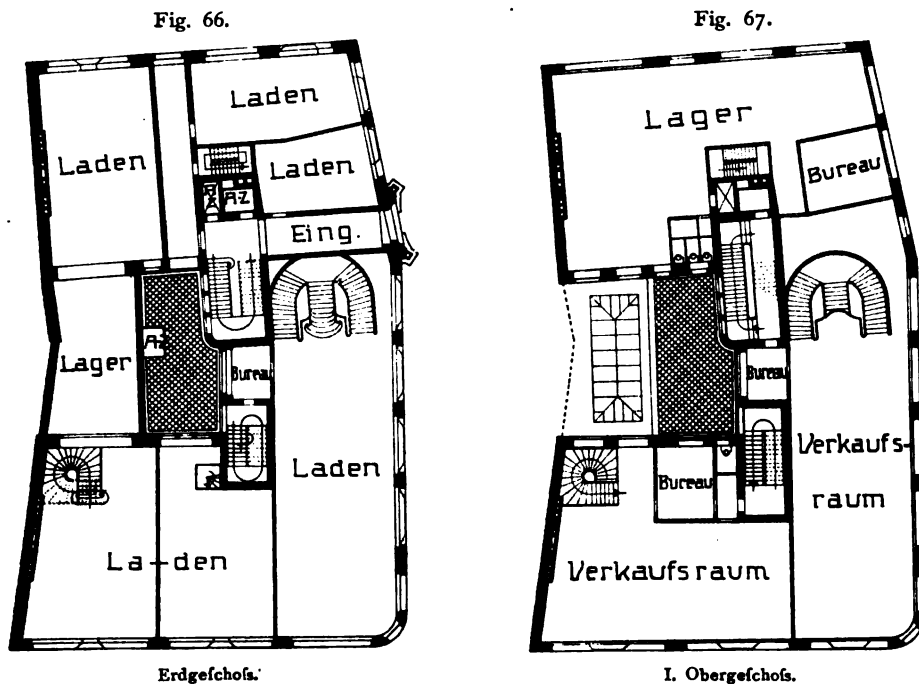 Fig. 66.
Laden
Laden
Laden
A-Z
Eing.
A-Z
Lager
Bureau
Laden
La-den
Erdgeſchoſs.
Fig. 67.
Lager
Bureau
Bureau
Verkaufs-
raum
Bureau
Verkaufsraum
I. Obergeſchoſs.